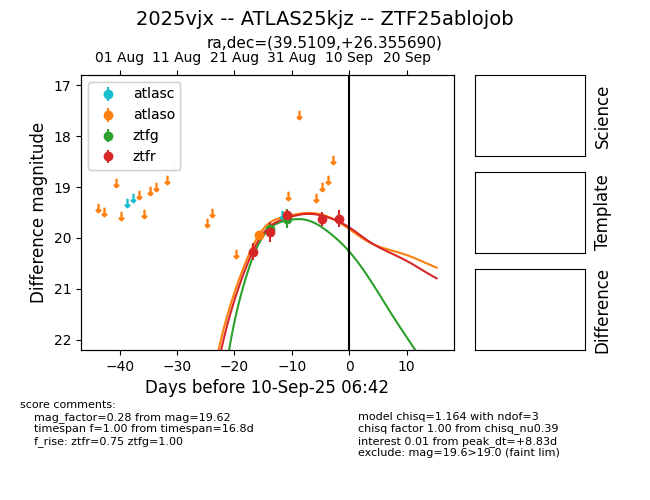 2025vjx -- ATLAS25kjz -- ZTF25ablojob
ra,dec=(39.5109,+26.355690)
01 Aug 11 Aug 21 Aug 31 Aug 10 Sep 20 Sep
17
18
19
20
21
22
Difference magnitude
atlasc
atlaso
ztfg
ztfr
−40 −30 −20 −10 0 10
Days before 10-Sep-25 06:42
Science
Template
Difference
score comments:
mag_factor=0.28 from mag=19.62
timespan f=1.00 from timespan=16.8d
f_rise: ztfr=0.75 ztfg=1.00
model chisq=1.164 with ndof=3
chisq factor 1.00 from chisq_nu0.39
interest 0.01 from peak_dt=+8.83d
exclude: mag=19.6>19.0 (faint lim)